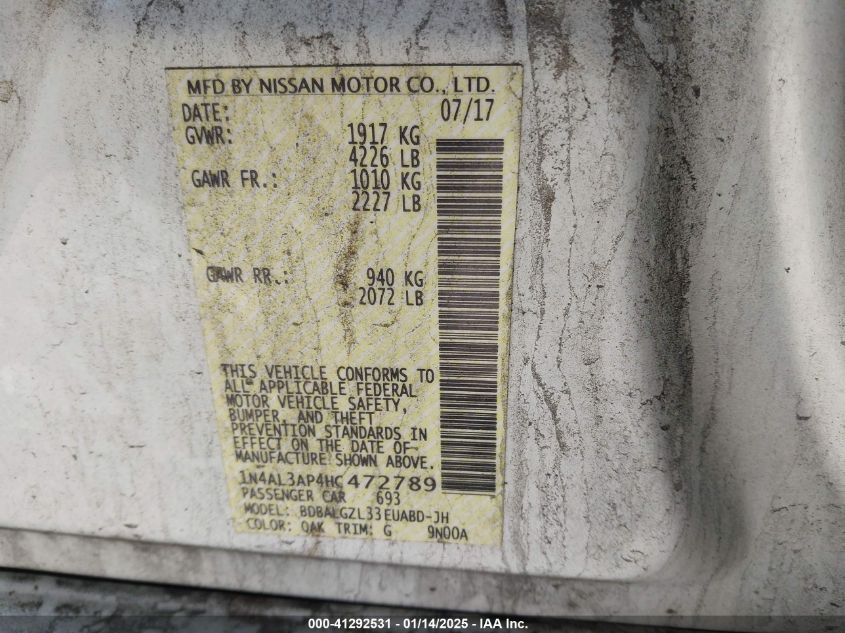 MFD BY NISSAN MOTOR CO., LTD.
DATE: 07/17
GVWR: 1917 KG
4226 LB
GAWR FR.: 1010 KG
2227 LB
GAWR RR.: 940 KG
2072 LB
THIS VEHICLE CONFORMS TO
ALL APPLICABLE FEDERAL
MOTOR VEHICLE SAFETY,
BUMPER, AND THEFT
PREVENTION STANDARDS IN
EFFECT ON THE DATE OF
MANUFACTURE SHOWN ABOVE.
1N4AL3AP4HC472789
PASSENGER CAR 693
MODEL: BDBALGZL33EUABD-JH
COLOR: QAK TRIM: G 9N00A
000-41292531 - 01/14/2025 - IAA Inc.